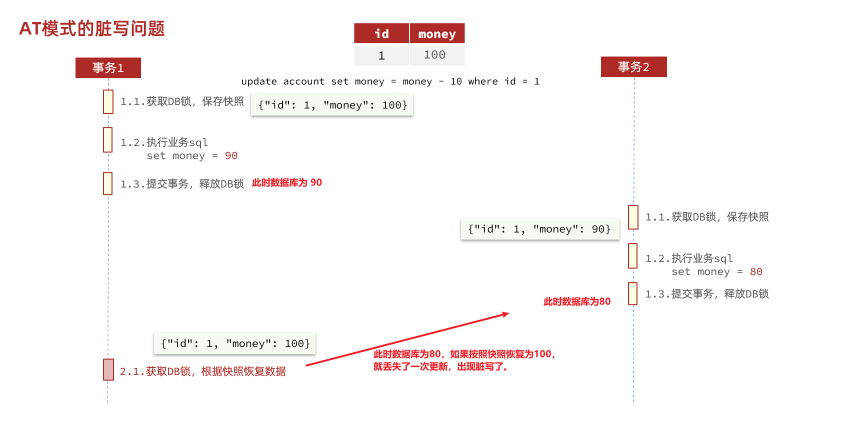 AT模式的脏写问题
id money
1 100
事务1
事务2
update account set money = money - 10 where id = 1
1.1.获取DB锁，保存快照
{"id": 1, "money": 100}
1.2.执行业务sql
set money = 90
1.3.提交事务，释放DB锁
此时数据库为 90
1.1.获取DB锁，保存快照
{"id": 1, "money": 90}
1.2.执行业务sql
set money = 80
1.3.提交事务，释放DB锁
此时数据库为80
{"id": 1, "money": 100}
2.1.获取DB锁，根据快照恢复数据
此时数据库为80，如果按照快照恢复为100，
就丢失了一次更新，出现脏写了。